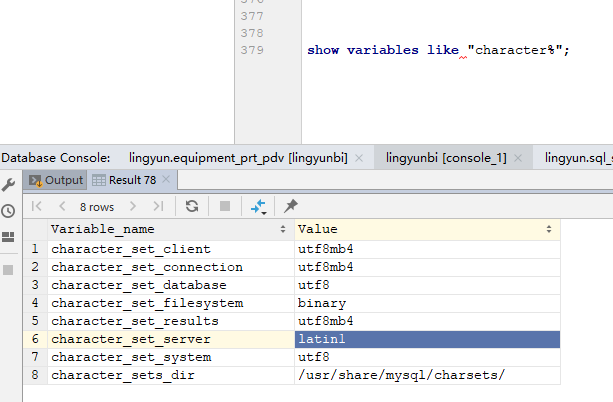 377
378
379 show variables like "character%";
Database Console: lingyun.equipment_prt_pdv [lingyunbi] × lingyunbi [console_1] × lingyun.sql_s
Output Result 78 ×
8 rows
Variable_name Value
1 character_set_client utf8mb4
2 character_set_connection utf8mb4
3 character_set_database utf8
4 character_set_filesystem binary
5 character_set_results utf8mb4
6 character_set_server latin1
7 character_set_system utf8
8 character_sets_dir /usr/share/mysql/charsets/